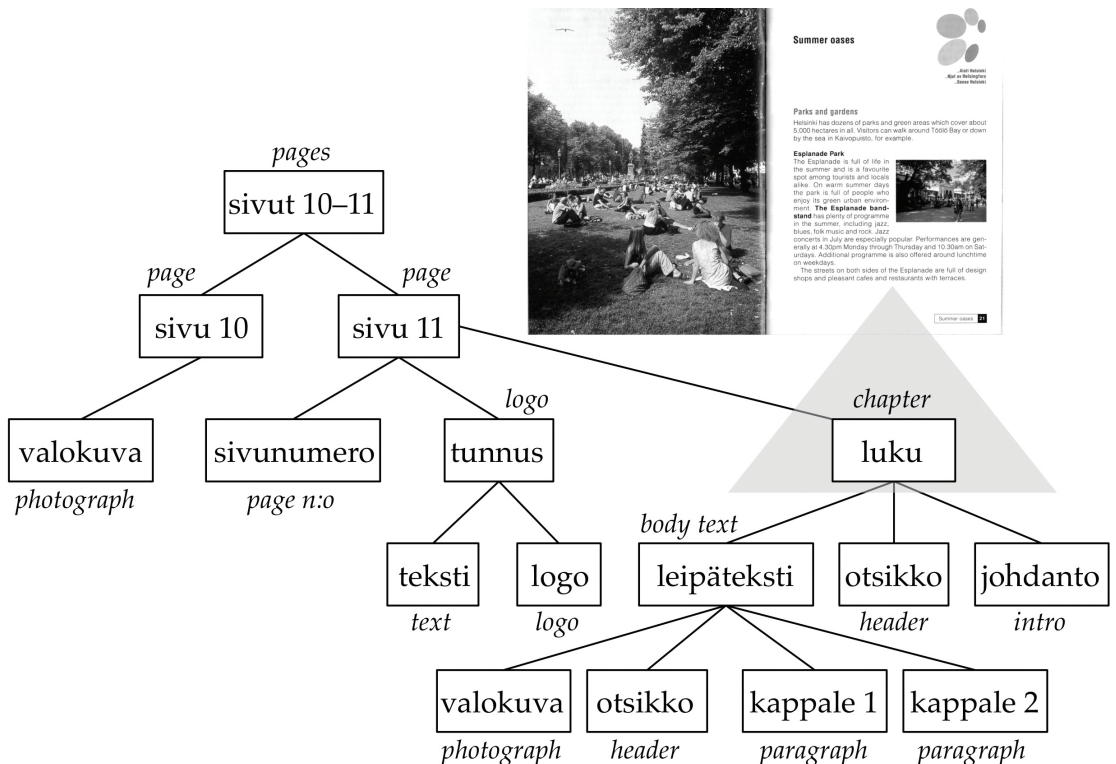 Summer oases
..Visit Helsinki
..Njut av Helsingfors
..Sense Helsinki
Parks and gardens
Helsinki has dozens of parks and green areas which cover about
5,000 hectares in all. Visitors can walk around Töölö Bay or down
by the sea in Kaivopuisto, for example.
Esplanade Park
The Esplanade is full of life in
the summer and is a favourite
spot among tourists and locals
alike. On warm summer days
the park is full of people who
enjoy its green urban environ-
ment. The Esplanade band-
stand has plenty of programme
in the summer, including jazz,
blues, folk music and rock. Jazz
concerts in July are especially popular. Performances are gen-
erally at 4.30pm Monday through Thursday and 10.30am on Sat-
urdays. Additional programme is also offered around lunchtime
on weekdays.
The streets on both sides of the Esplanade are full of design
shops and pleasant cafes and restaurants with terraces.
Summer oases 21
pages
sivut 10–11
page page
sivu 10 sivu 11
logo chapter
valokuva sivunumero tunnus luku
photograph page n:o
body text
teksti logo leipäteksti otsikko johdanto
text logo header intro
valokuva otsikko kappale 1 kappale 2
photograph header paragraph paragraph